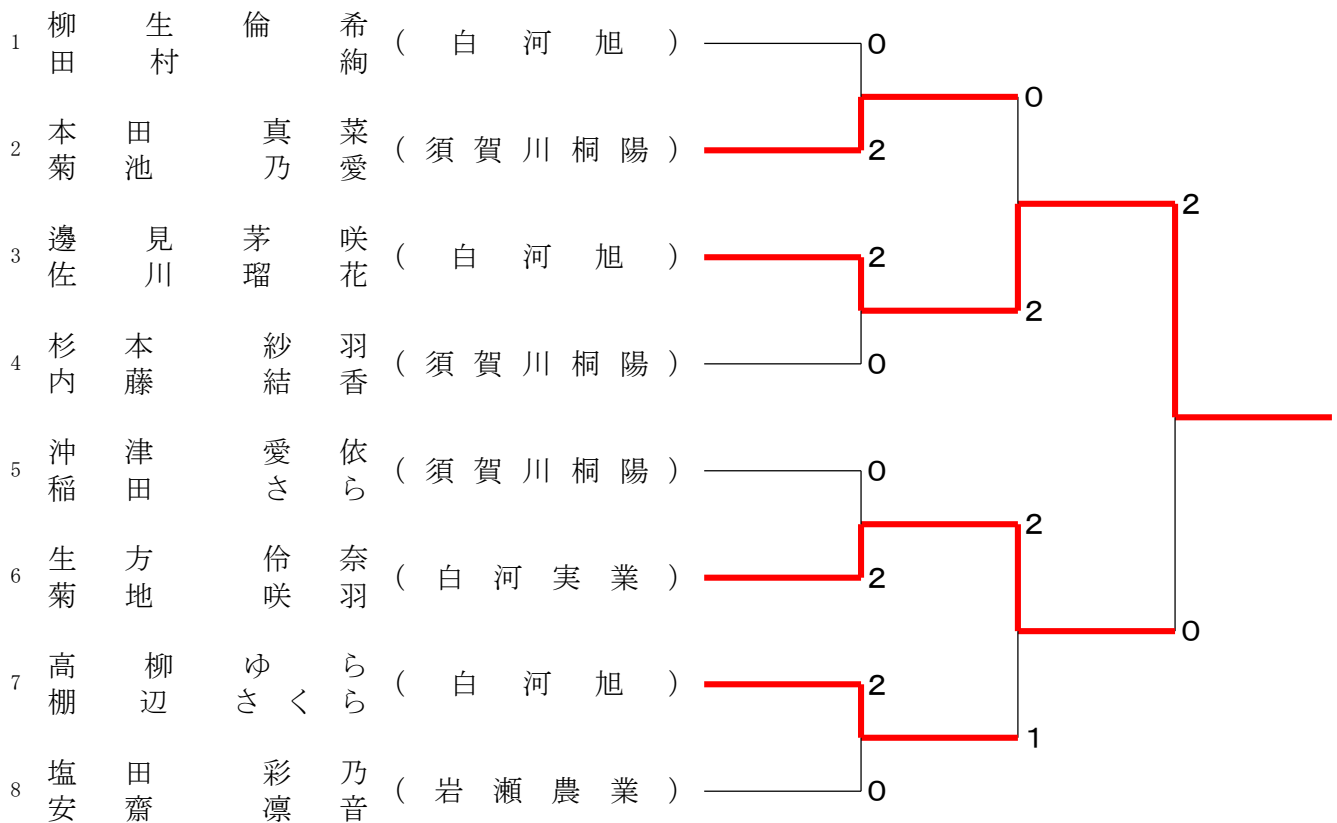 柳生倫希
1 (白河旭) 0
田村絢
0
本田真菜
2 (須賀川桐陽) 2
菊池乃愛
2
邊見茅咲
3 (白河旭) 2
佐川瑠花
2
杉本紗羽
4 (須賀川桐陽) 0
内藤結香
沖津愛依
5 (須賀川桐陽) 0
稲田さら
2
生方伶奈
6 (白河実業) 2
菊地咲羽
0
高柳ゆら
7 (白河旭) 2
棚辺さくら
1
塩田彩乃
8 (岩瀬農業) 0
安齋凛音